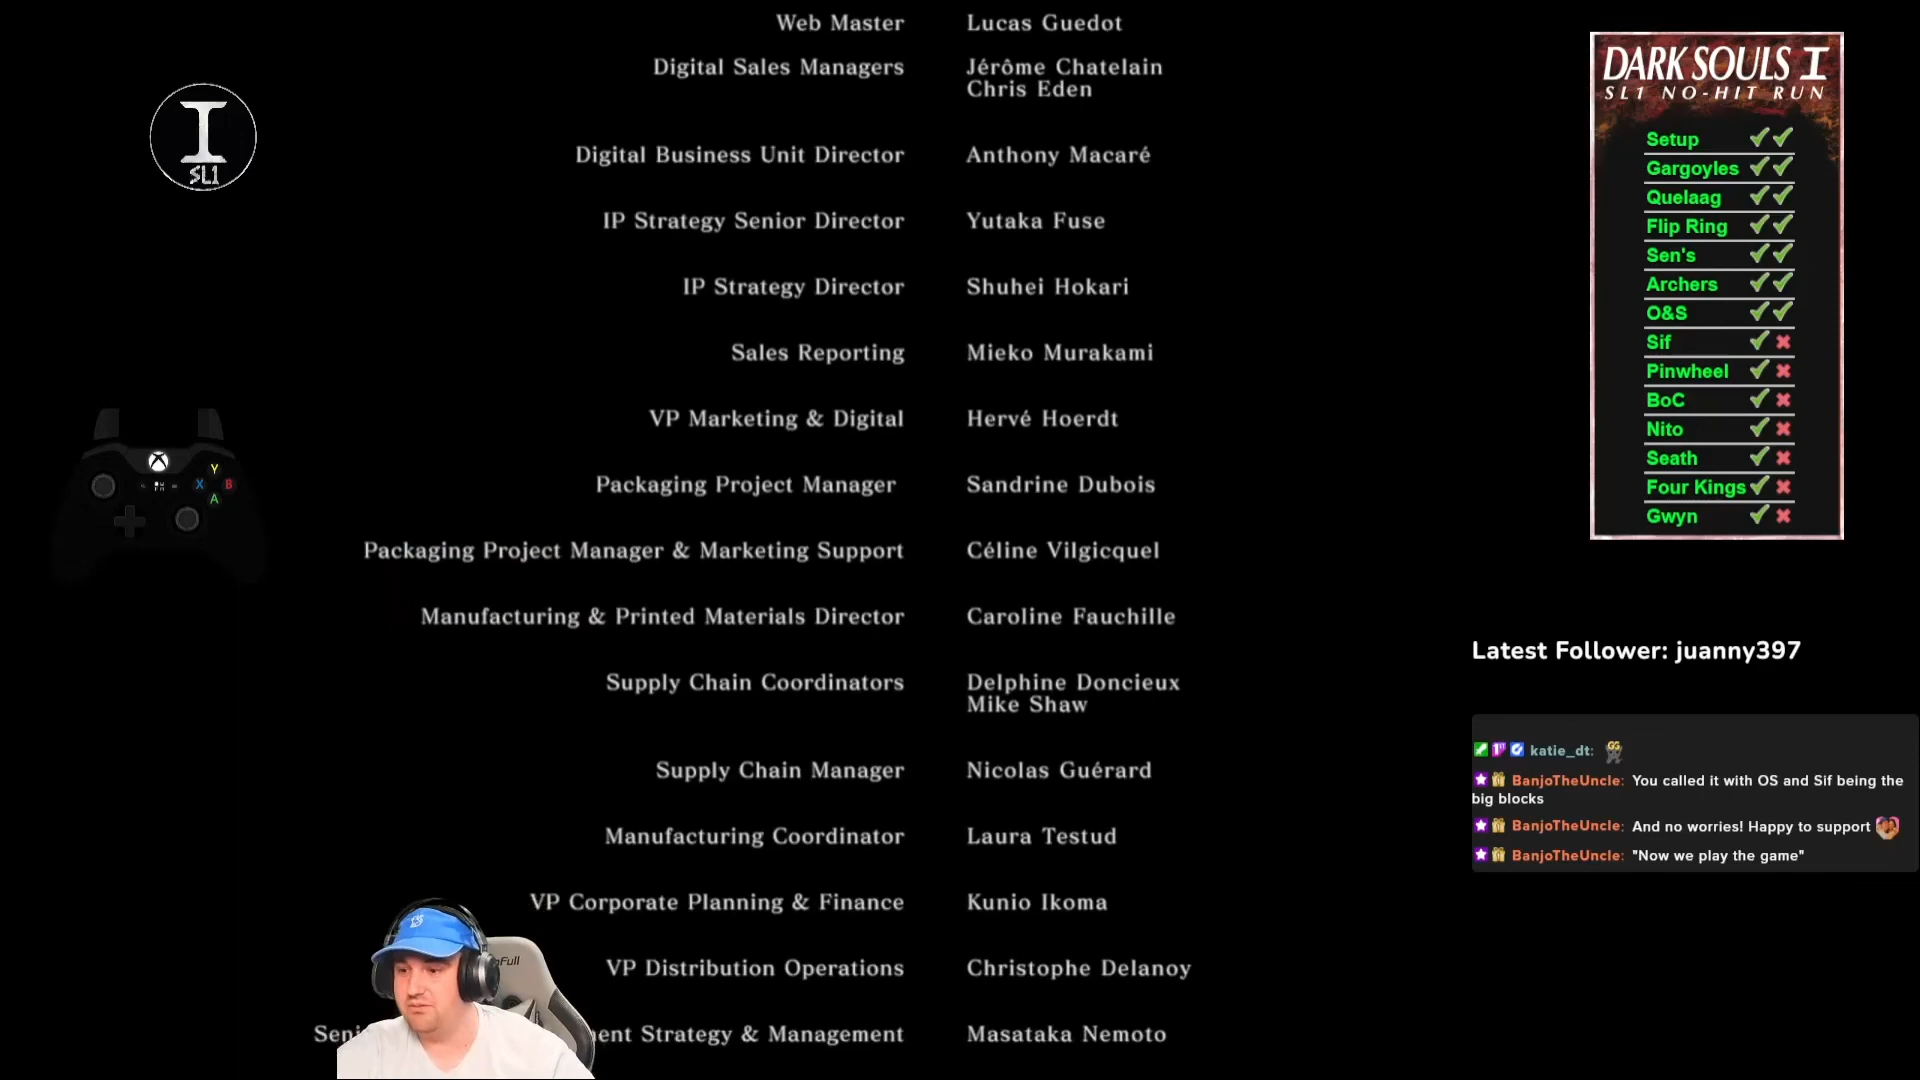 Web Master Lucas Guedot
Digital Sales Managers Jérôme Chatelain
Chris Eden
Digital Business Unit Director Anthony Macaré
IP Strategy Senior Director Yutaka Fuse
IP Strategy Director Shuhei Hokari
Sales Reporting Mieko Murakami
VP Marketing & Digital Hervé Hoerdt
Packaging Project Manager Sandrine Dubois
Packaging Project Manager & Marketing Support Céline Vilgicquel
Manufacturing & Printed Materials Director Caroline Fauchille
Supply Chain Coordinators Delphine Doncieux
Mike Shaw
Supply Chain Manager Nicolas Guérard
Manufacturing Coordinator Laura Testud
VP Corporate Planning & Finance Kunio Ikoma
VP Distribution Operations Christophe Delanoy
Strategy & Management Masataka Nemoto
I
SL1
Y
X B
A
DARK SOULS I
SL1 NO-HIT RUN
Setup
Gargoyles
Quelaag
Flip Ring
Sen's
Archers
O&S
Sif
Pinwheel
BoC
Nito
Seath
Four Kings
Gwyn
Latest Follower: juanny397
katie_dt: GG
BanjoTheUncle: You called it with OS and Sif being the
big blocks
BanjoTheUncle: And no worries! Happy to support
BanjoTheUncle: "Now we play the game"